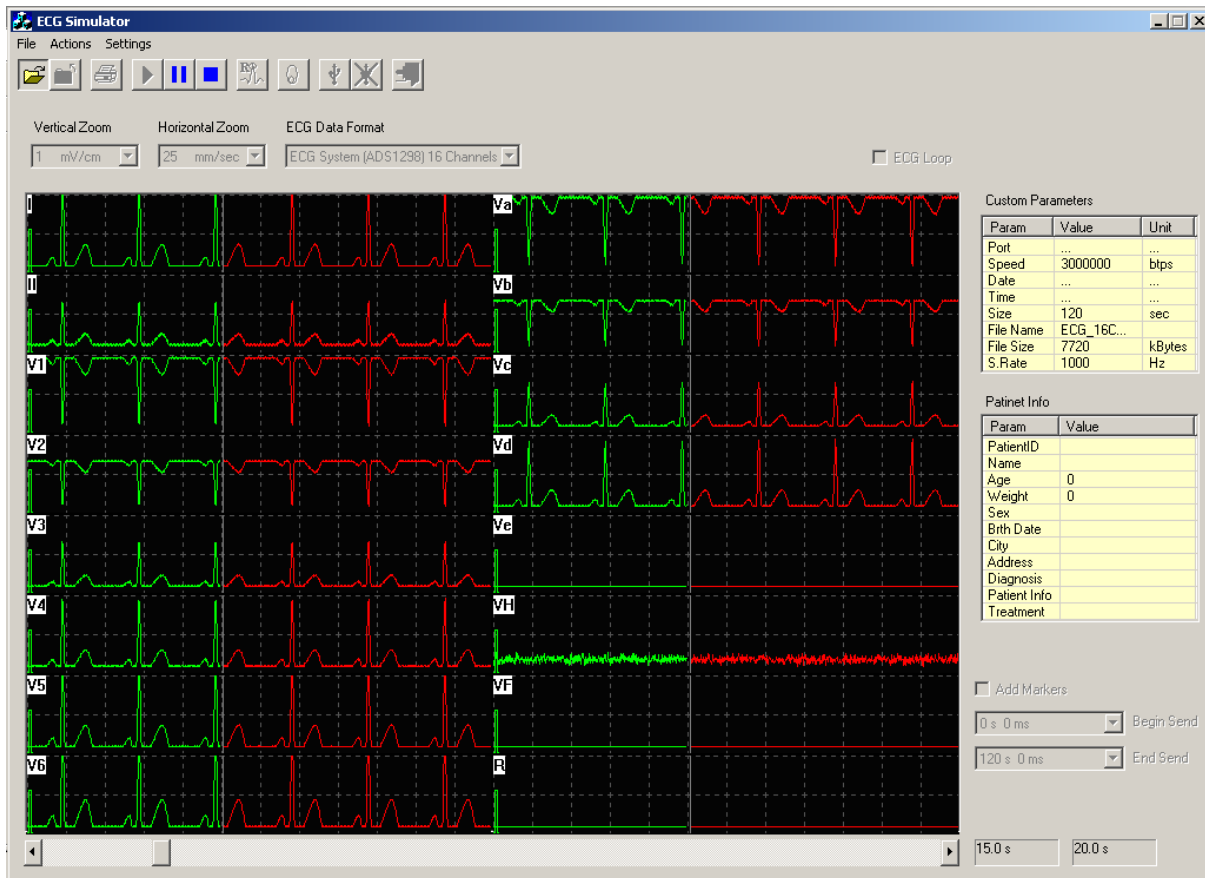 ECG Simulator
File Actions Settings
Vertical Zoom Horizontal Zoom ECG Data Format
1 mV/cm 25 mm/sec ECG System (ADS1298) 16 Channels
ECG Loop
I
II
V1
V2
V3
V4
V5
V6
Va
Vb
Vc
Vd
Ve
VH
VF
R
Custom Parameters
Param Value Unit
Port ... ...
Speed 3000000 btps
Date ... ...
Time ... ...
Size 120 sec
File Name ECG_16C...
File Size 7720 kBytes
S.Rate 1000 Hz
Patinet Info
Param Value
PatientID
Name
Age 0
Weight 0
Sex
Brth Date
City
Address
Diagnosis
Patient Info
Treatment
Add Markers
0 s 0 ms Begin Send
120 s 0 ms End Send
15.0 s 20.0 s